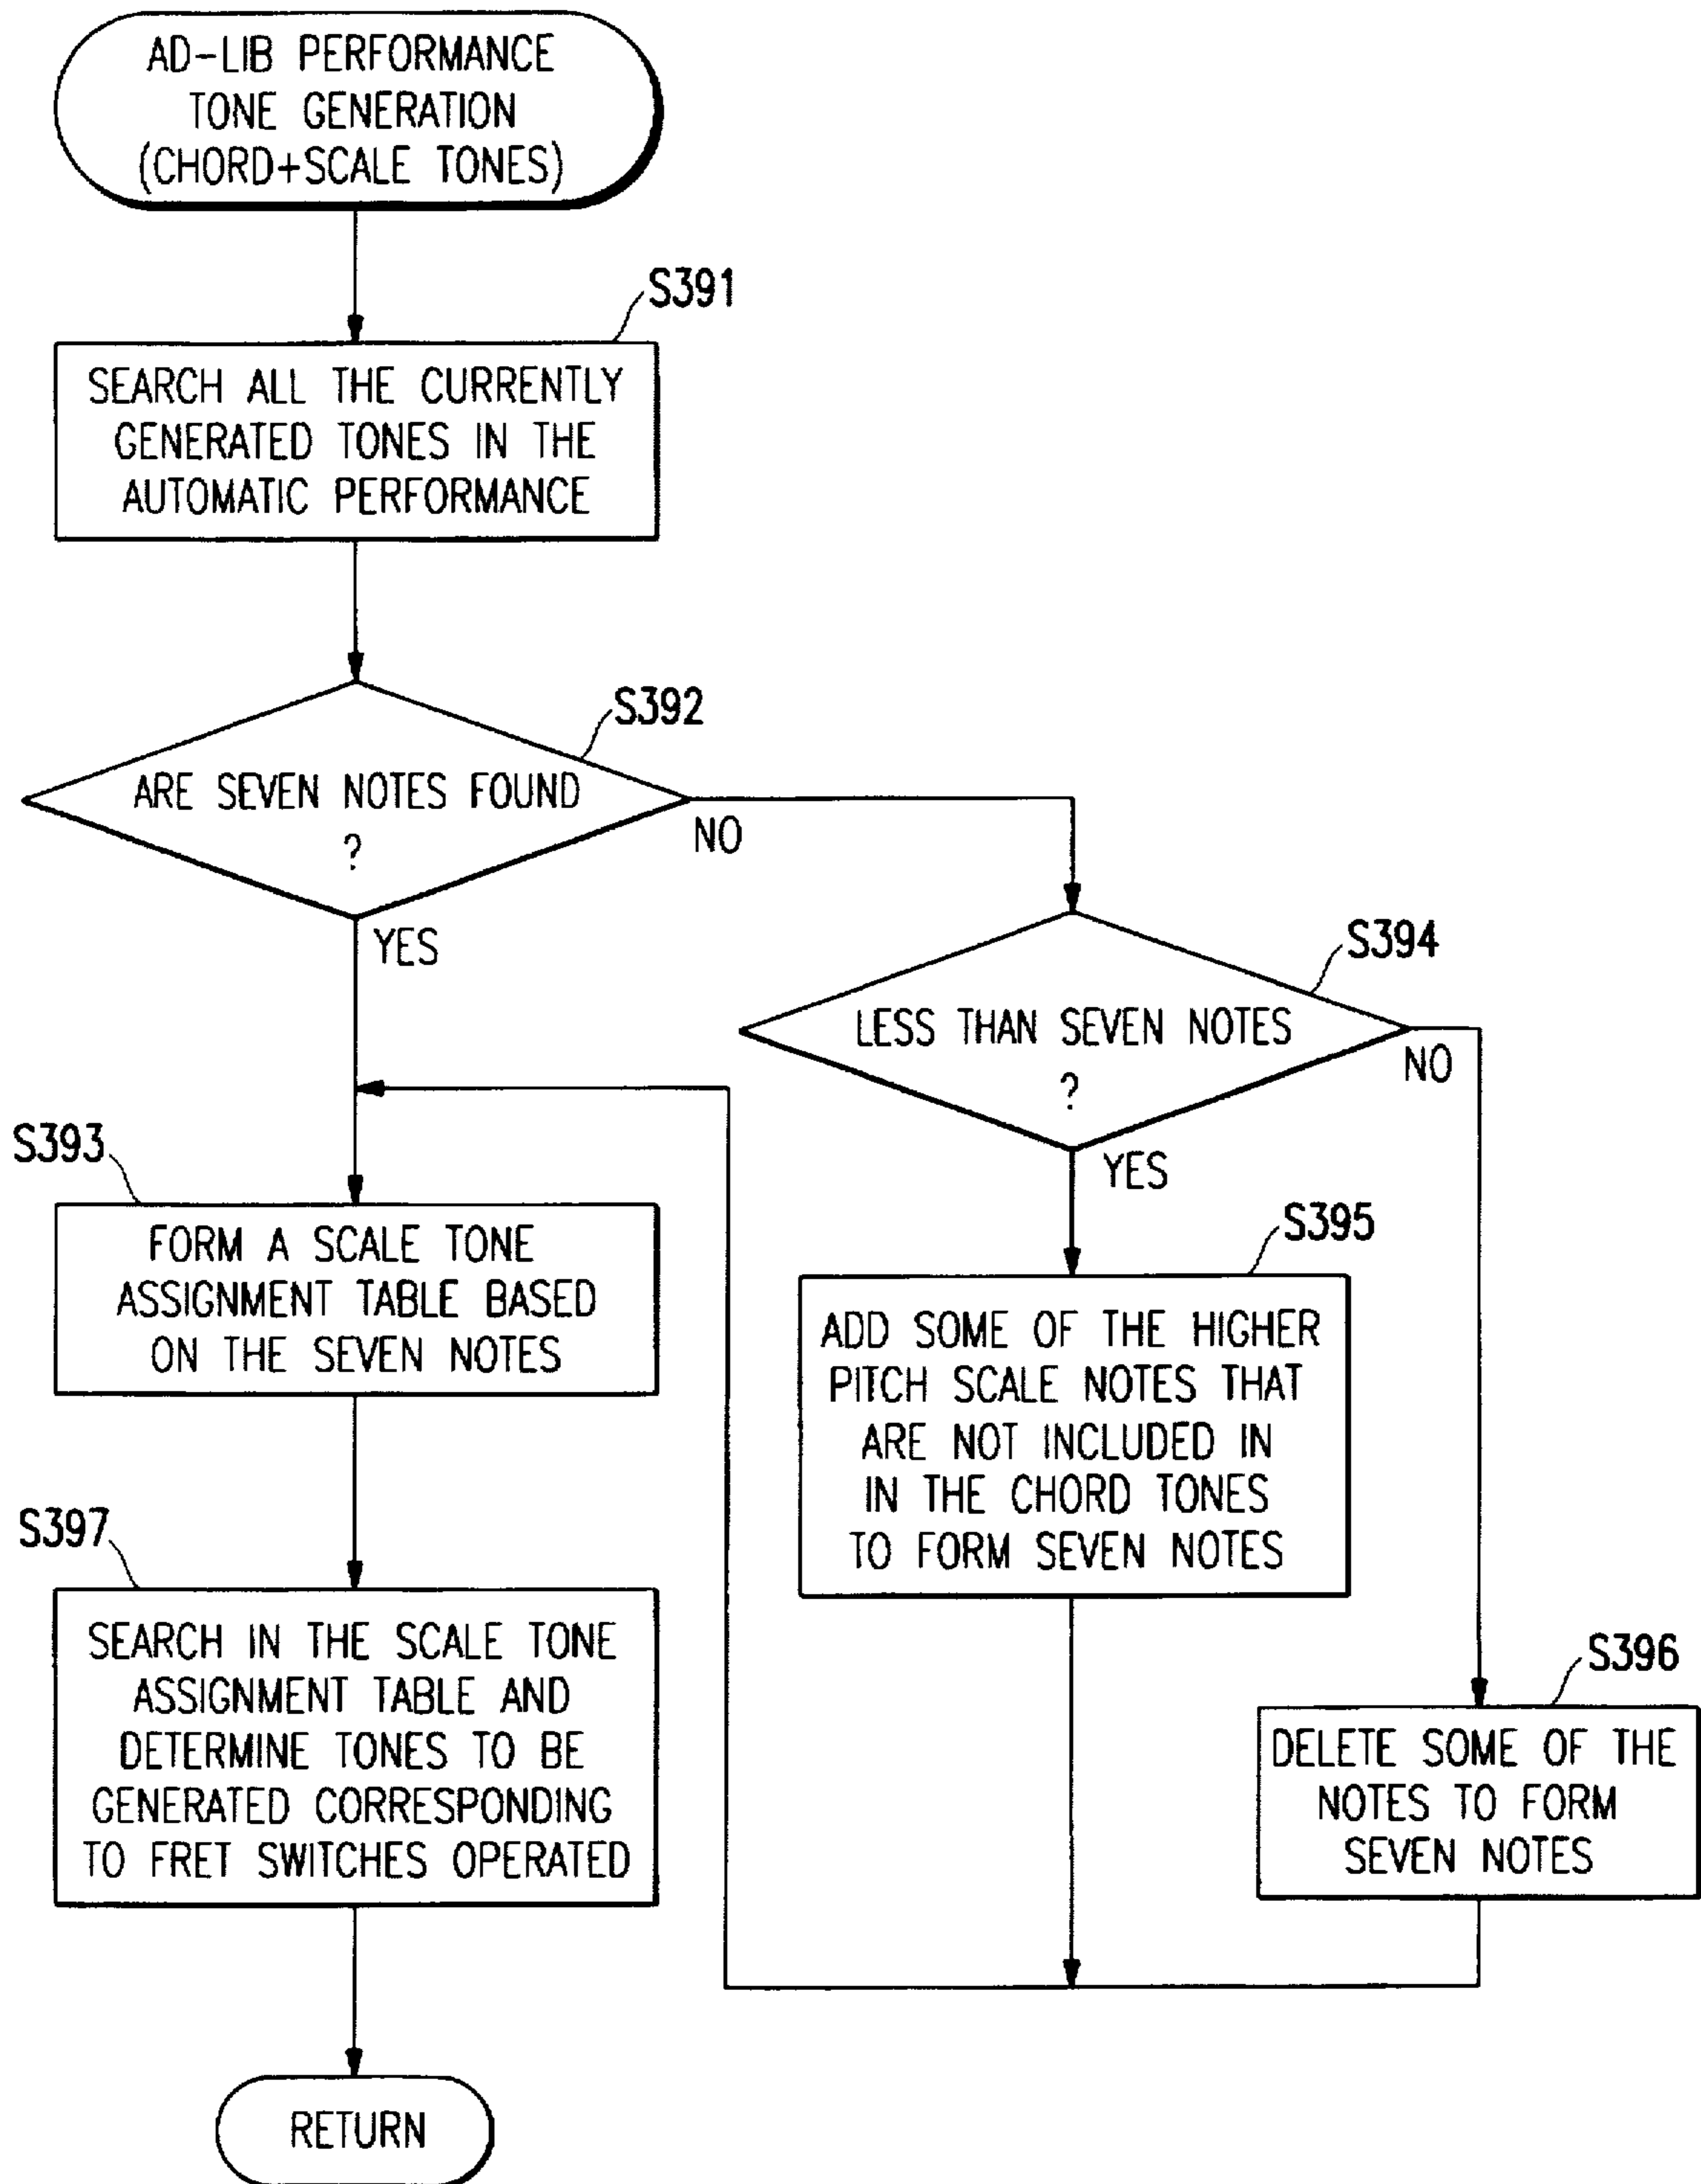 AD-LIB PERFORMANCE
TONE GENERATION
(CHORD+SCALE TONES)
S391
SEARCH ALL THE CURRENTLY
GENERATED TONES IN THE
AUTOMATIC PERFORMANCE
S392
ARE SEVEN NOTES FOUND
?
NO
YES
S394
LESS THAN SEVEN NOTES
?
NO
YES
S393
FORM A SCALE TONE
ASSIGNMENT TABLE BASED
ON THE SEVEN NOTES
S395
ADD SOME OF THE HIGHER
PITCH SCALE NOTES THAT
ARE NOT INCLUDED IN
IN THE CHORD TONES
TO FORM SEVEN NOTES
S397
SEARCH IN THE SCALE TONE
ASSIGNMENT TABLE AND
DETERMINE TONES TO BE
GENERATED CORRESPONDING
TO FRET SWITCHES OPERATED
S396
DELETE SOME OF THE
NOTES TO FORM
SEVEN NOTES
RETURN